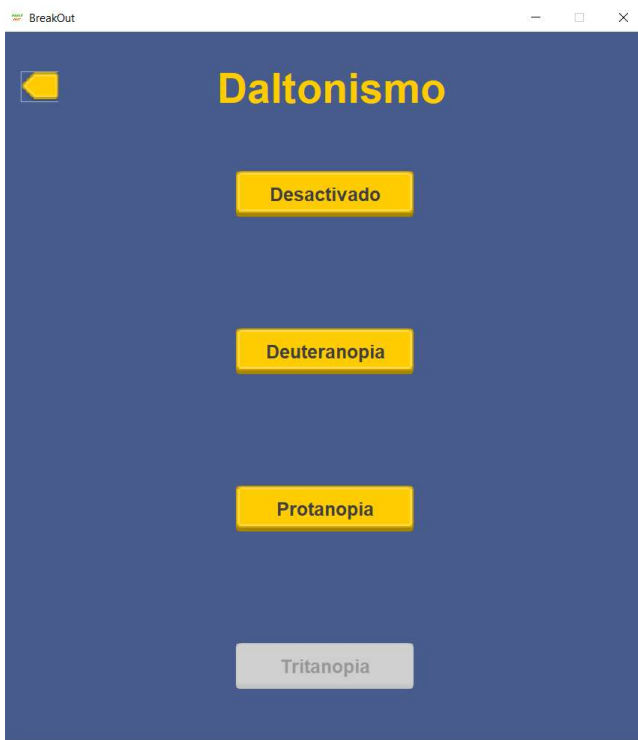 BreakOut
Daltonismo
Desactivado
Deuteranopia
Protanopia
Tritanopia